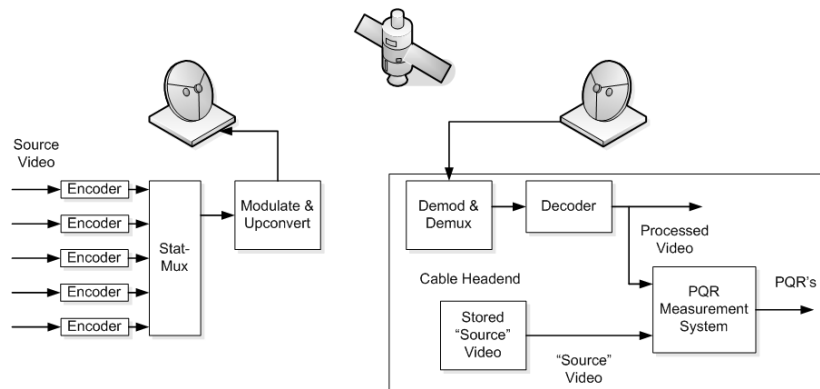 Source
Video
Encoder
Encoder
Encoder
Encoder
Encoder
Stat-
Mux
Modulate &
Upconvert
Demod &
Demux
Decoder
Processed
Video
Cable Headend
Stored
“Source”
Video
“Source”
Video
PQR
Measurement
System
PQR's